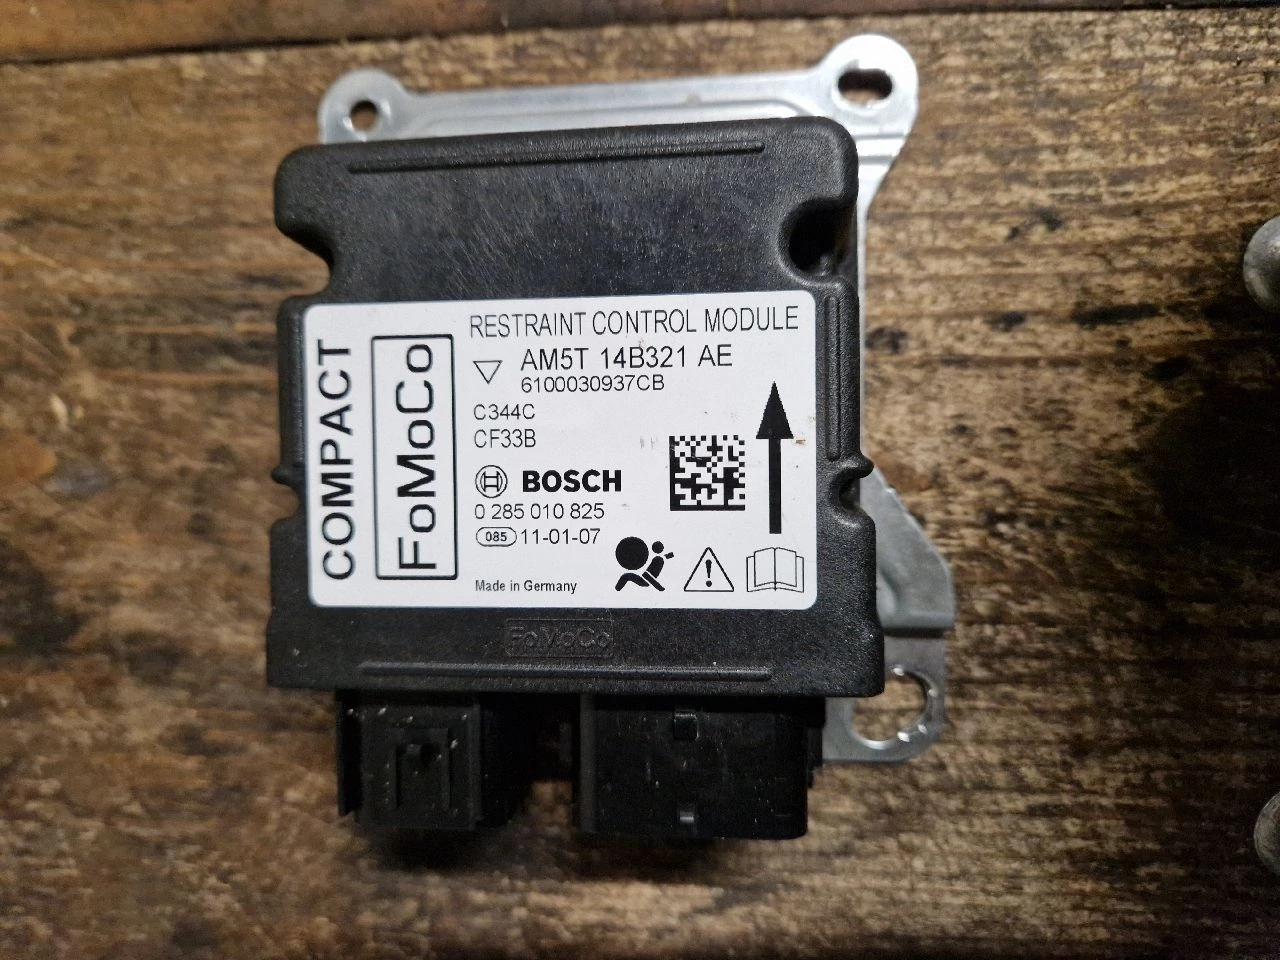 COMPACT
FoMoCo
RESTRAINT CONTROL MODULE
AM5T 14B321 AE
6100030937CB
C344C
CF33B
BOSCH
0 285 010 825
085 11-01-07
Made in Germany
FoMoCo